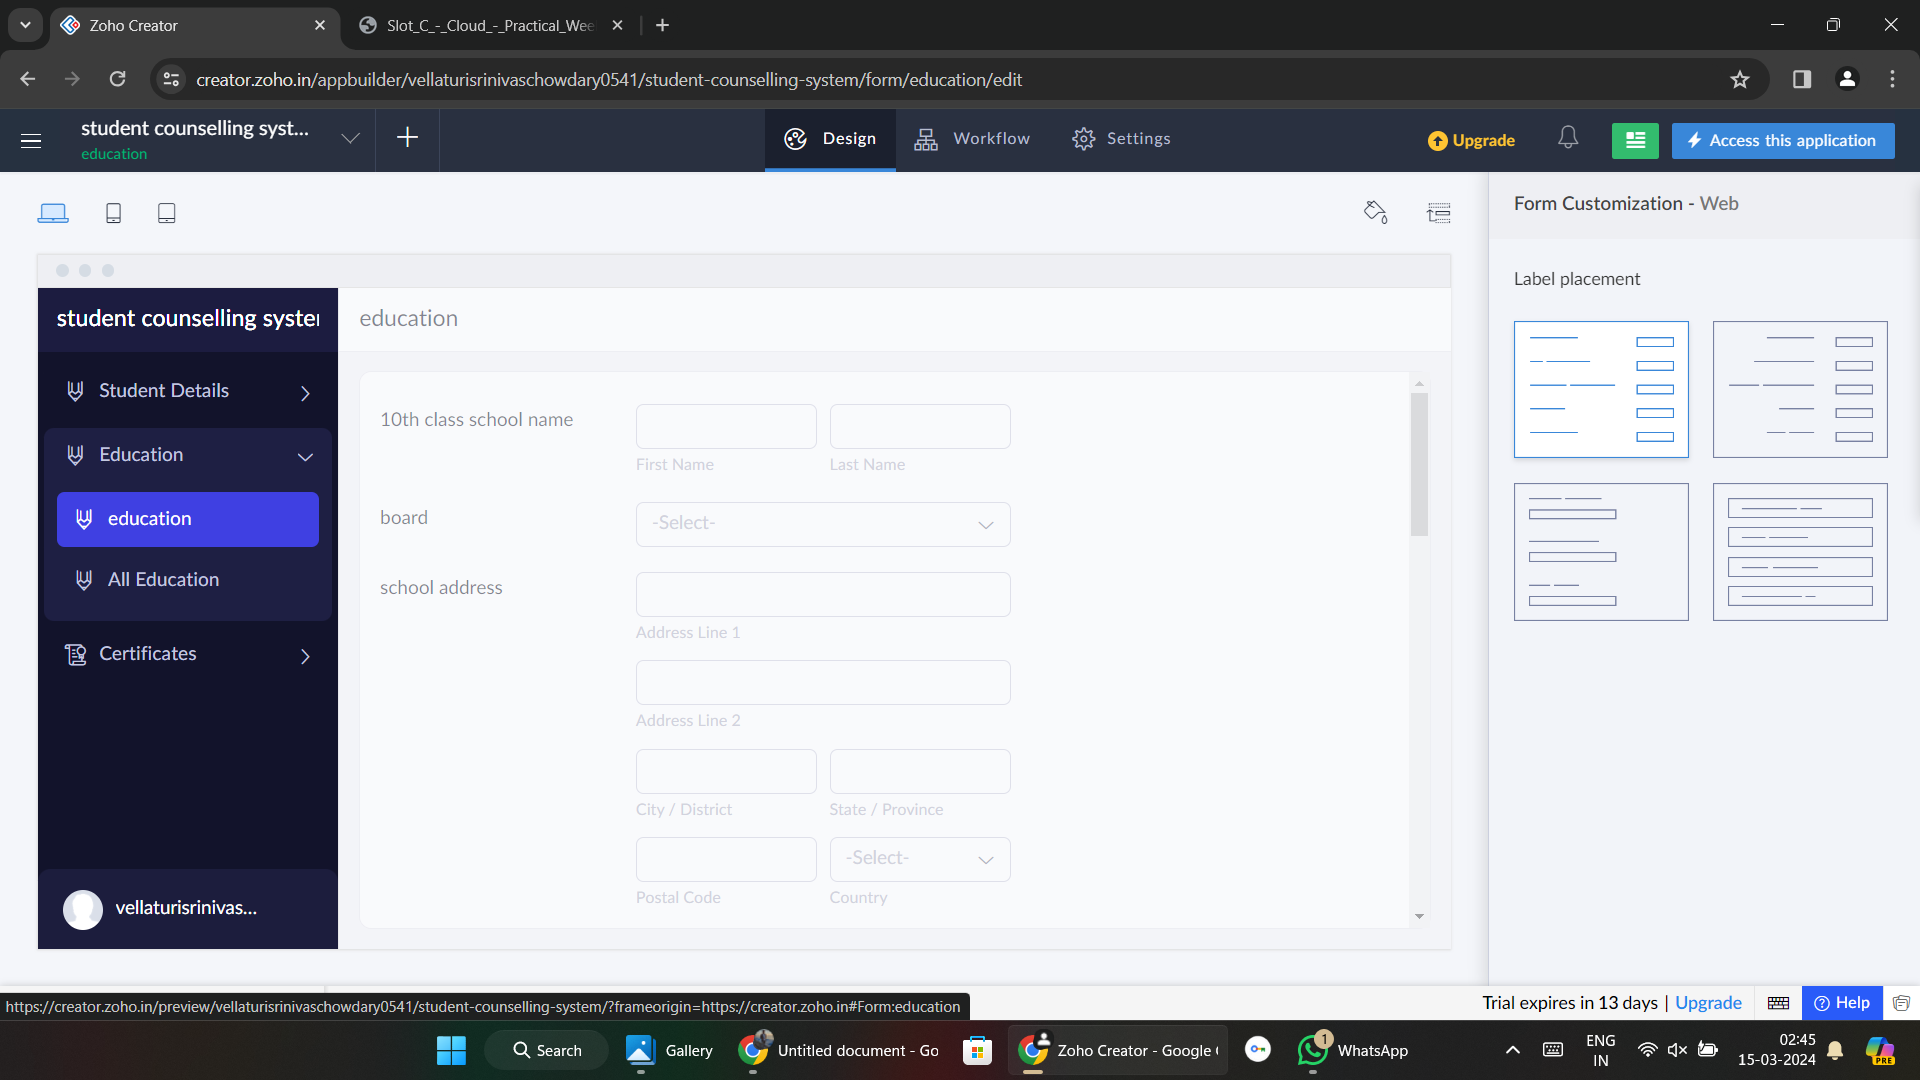 Zoho Creator
Slot_C_-_Cloud_-_Practical_Wee
creator.zoho.in/appbuilder/vellaturisrinivaschowdary0541/student-counselling-system/form/education/edit
student counselling syst...
education
Design
Workflow
Settings
Upgrade
Access this application
Form Customization - Web
Label placement
student counselling syster
Student Details
Education
education
All Education
Certificates
vellaturisrinivas...
education
10th class school name
First Name
Last Name
board
-Select-
school address
Address Line 1
Address Line 2
City / District
State / Province
-Select-
Postal Code
Country
https://creator.zoho.in/preview/vellaturisrinivaschowdary0541/student-counselling-system/?frameorigin=https://creator.zoho.in#Form:education
Trial expires in 13 days | Upgrade
Help
Search
Gallery
Untitled document - Go
Zoho Creator - Google
1
WhatsApp
ENG
IN
02:45
15-03-2024
PRE